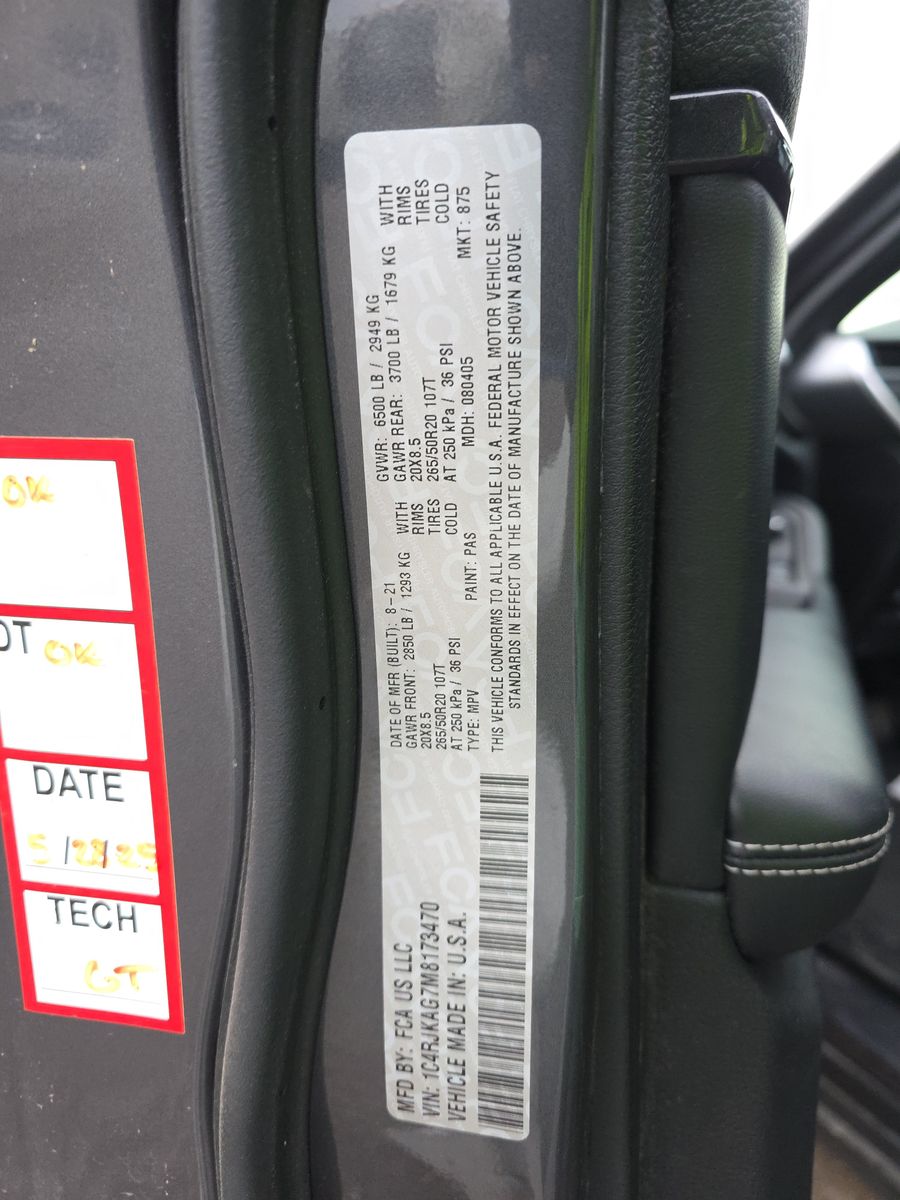 MFD BY: FCA US LLC
VIN: 1C4RJKAG7M8173470
VEHICLE MADE IN: U.S.A.
DATE OF MFR (BUILT): 8-21
GAWR FRONT: 2850 LB / 1293 KG WITH
20X8.5 RIMS
265/50R20 107T TIRES
AT 250 kPa / 36 PSI COLD
TYPE: MPV PAINT: PAS
GVWR: 6500 LB / 2949 KG
GAWR REAR: 3700 LB / 1679 KG WITH
20X8.5 RIMS
265/50R20 107T TIRES
AT 250 kPa / 36 PSI COLD
MDH: 080405 MKT: 875
THIS VEHICLE CONFORMS TO ALL APPLICABLE U.S.A. FEDERAL MOTOR VEHICLE SAFETY
STANDARDS IN EFFECT ON THE DATE OF MANUFACTURE SHOWN ABOVE.
OK
OK
DATE
5/28/25
TECH
GT